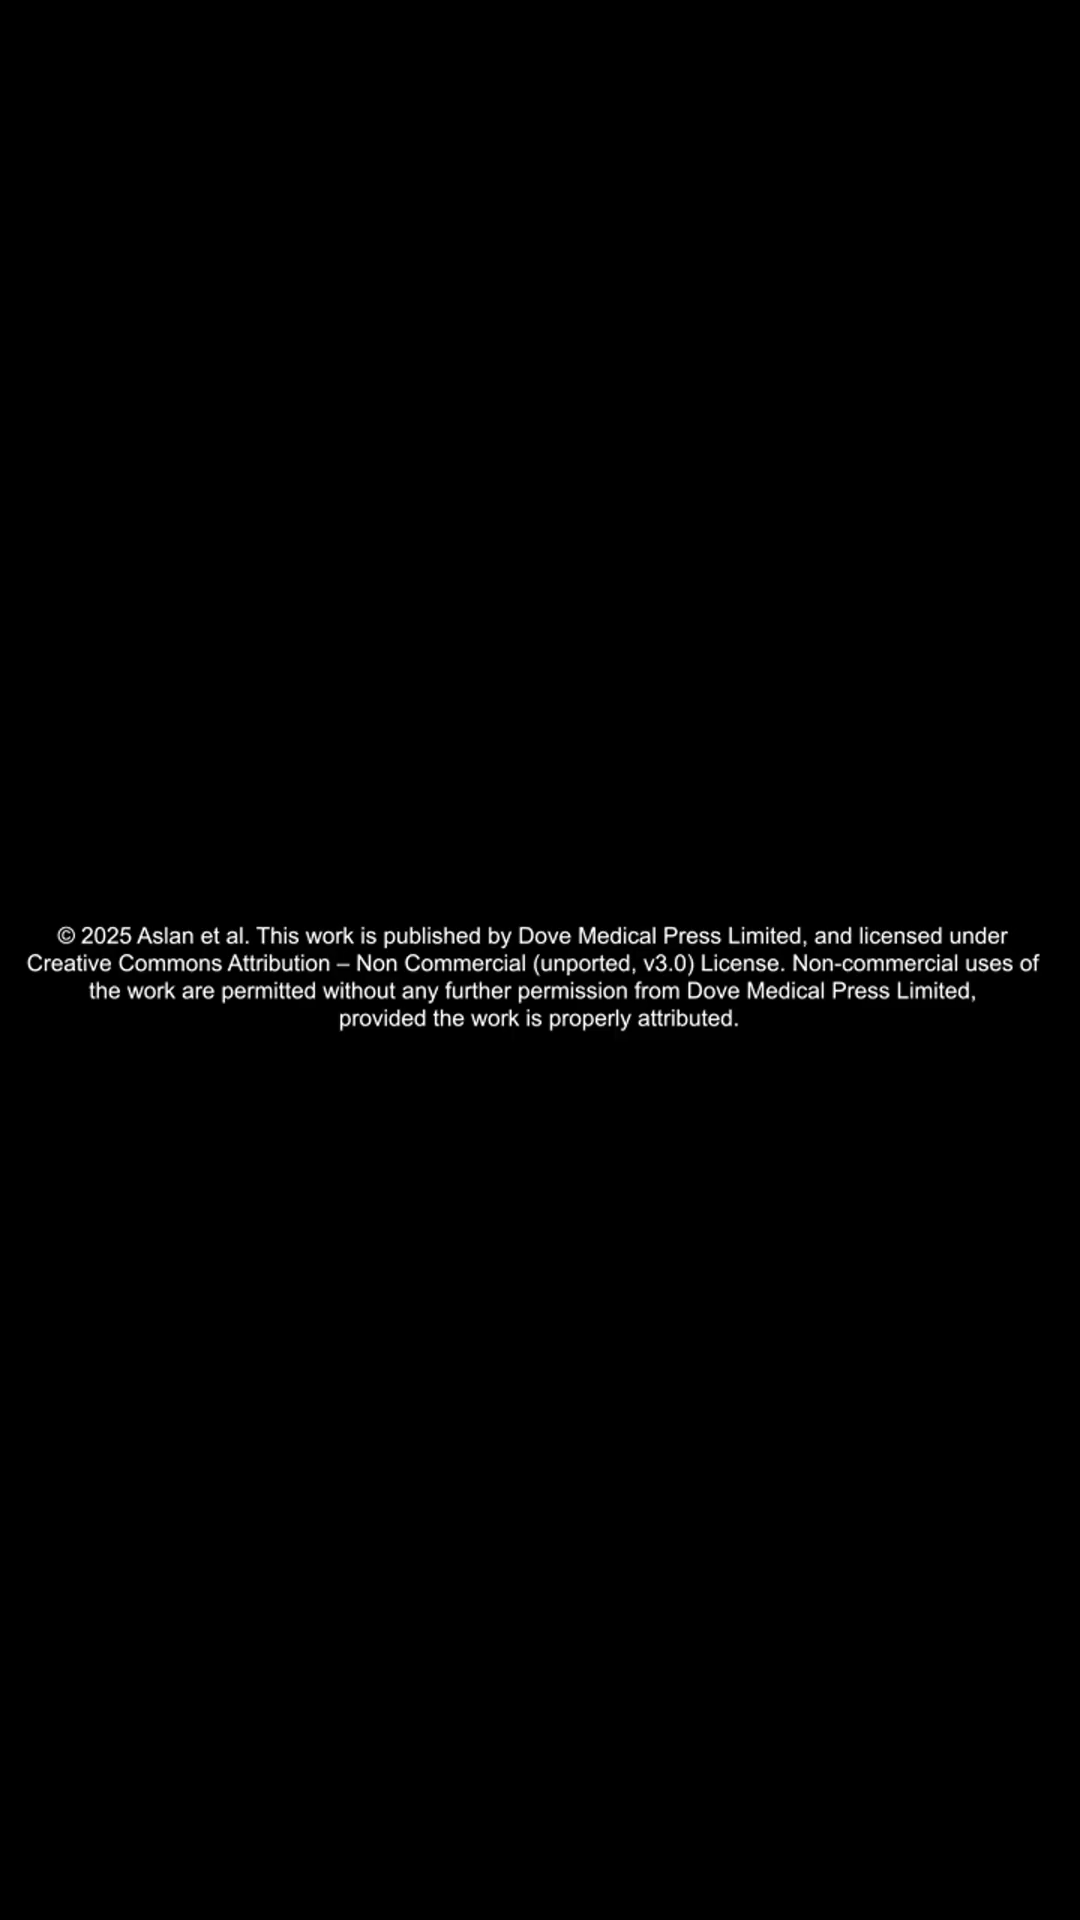 © 2025 Aslan et al. This work is published by Dove Medical Press Limited, and licensed under
Creative Commons Attribution – Non Commercial (unported, v3.0) License. Non-commercial uses of
the work are permitted without any further permission from Dove Medical Press Limited,
provided the work is properly attributed.